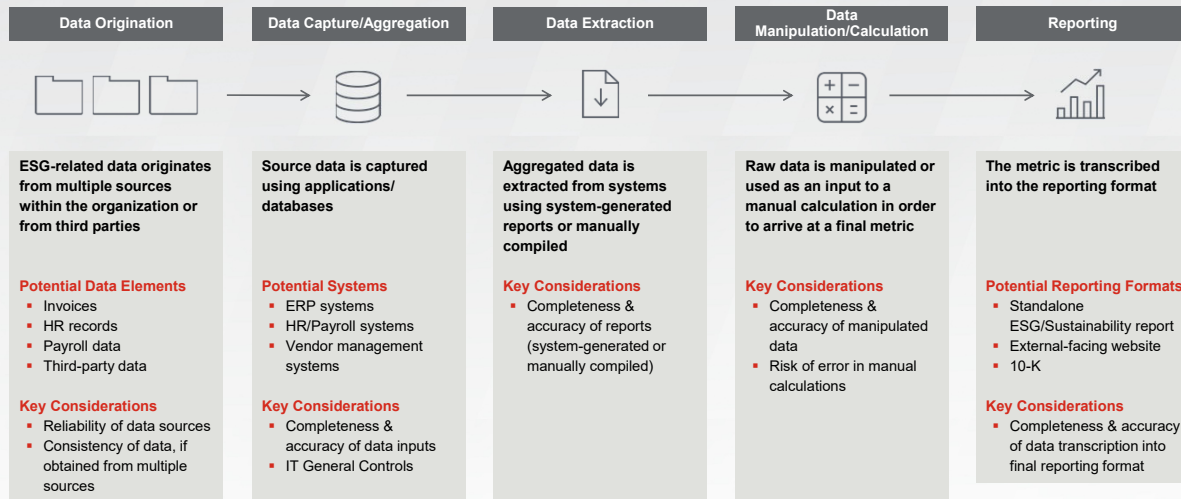 Data Origination
Data Capture/Aggregation
Data Extraction
Data
Manipulation/Calculation
Reporting
ESG-related data originates
from multiple sources
within the organization or
from third parties
Potential Data Elements
▪ Invoices
▪ HR records
▪ Payroll data
▪ Third-party data
Key Considerations
▪ Reliability of data sources
▪ Consistency of data, if
obtained from multiple
sources
Source data is captured
using applications/
databases
Potential Systems
▪ ERP systems
▪ HR/Payroll systems
▪ Vendor management
systems
Key Considerations
▪ Completeness &
accuracy of data inputs
▪ IT General Controls
Aggregated data is
extracted from systems
using system-generated
reports or manually
compiled
Key Considerations
▪ Completeness &
accuracy of reports
(system-generated or
manually compiled)
Raw data is manipulated or
used as an input to a
manual calculation in order
to arrive at a final metric
Key Considerations
▪ Completeness &
accuracy of manipulated
data
▪ Risk of error in manual
calculations
The metric is transcribed
into the reporting format
Potential Reporting Formats
▪ Standalone
ESG/Sustainability report
▪ External-facing website
▪ 10-K
Key Considerations
▪ Completeness & accuracy
of data transcription into
final reporting format